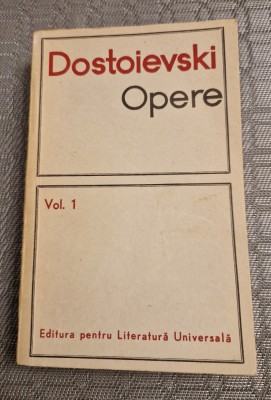 Dostoievski
Opere
Vol. 1
Editura pentru Literatură Universală